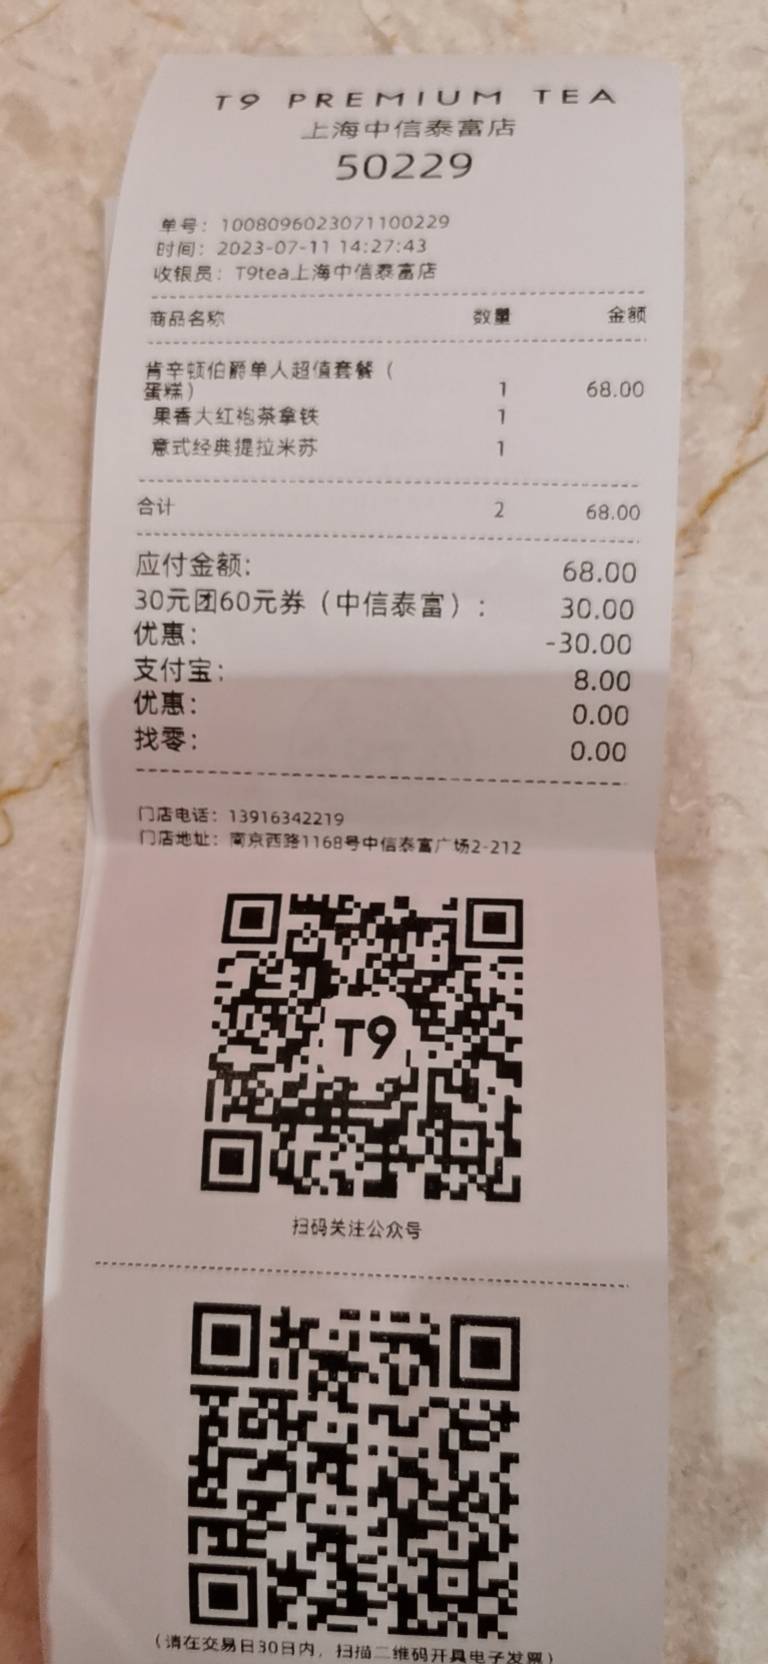 T9 PREMIUM TEA
上海中信泰富店
50229
单号：1008096023071100229
时间：2023-07-11 14:27:43
收银员：T9tea上海中信泰富店
商品名称 数量 金额
肯辛顿伯爵单人超值套餐（
蛋糕） 1 68.00
果香大红袍茶拿铁 1
意式经典提拉米苏 1
合计 2 68.00
应付金额： 68.00
30元团60元券（中信泰富）： 30.00
优惠： -30.00
支付宝： 8.00
优惠： 0.00
找零： 0.00
门店电话：13916342219
门店地址：南京西路1168号中信泰富广场2-212
T9
扫码关注公众号
（请在交易日30日内，扫描二维码开具电子发票）